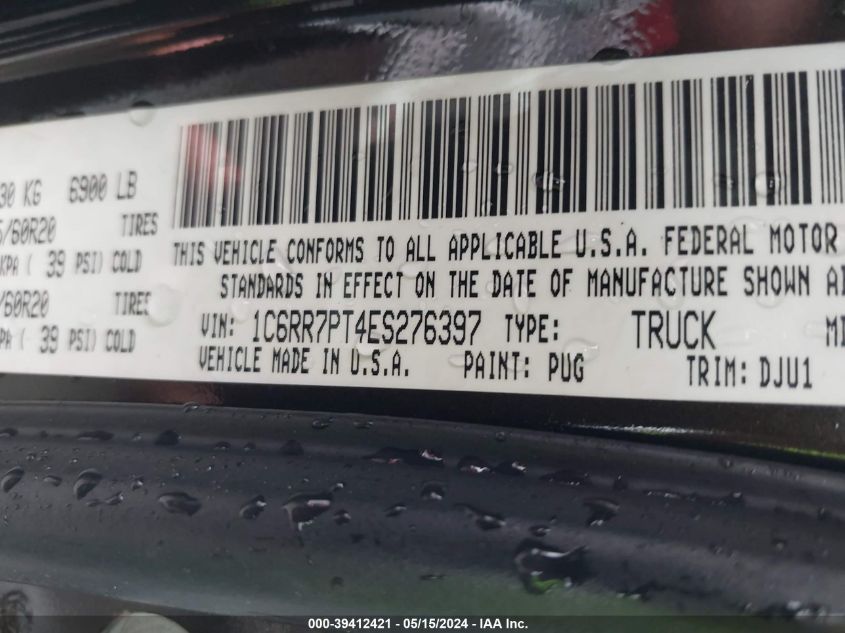 30 KG 6900 LB
/60R20 TIRES
KPA ( 39 PSI) COLD
/60R20 TIRES
PA ( 39 PSI) COLD
THIS VEHICLE CONFORMS TO ALL APPLICABLE U.S.A. FEDERAL MOTOR
STANDARDS IN EFFECT ON THE DATE OF MANUFACTURE SHOWN
VIN: 1C6RR7PT4ES276397 TYPE: TRUCK
VEHICLE MADE IN U.S.A. PAINT: PUG TRIM: DJU1
000-39412421 - 05/15/2024 - IAA Inc.